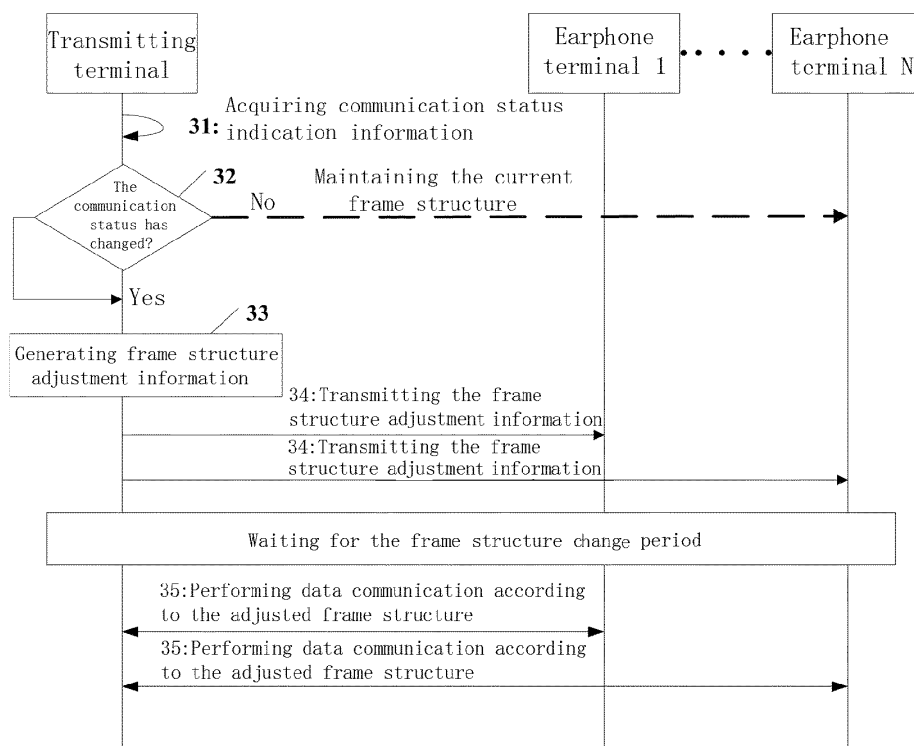 Transmitting
terminal
Earphone
terminal 1
Earphone
terminal N
31: Acquiring communication status
indication information
32
The
communication
status has
changed?
No
Maintaining the current
frame structure
Yes
33
Generating frame structure
adjustment information
34:Transmitting the frame
structure adjustment information
34:Transmitting the frame
structure adjustment information
Waiting for the frame structure change period
35:Performing data communication according
to the adjusted frame structure
35:Performing data communication according
to the adjusted frame structure